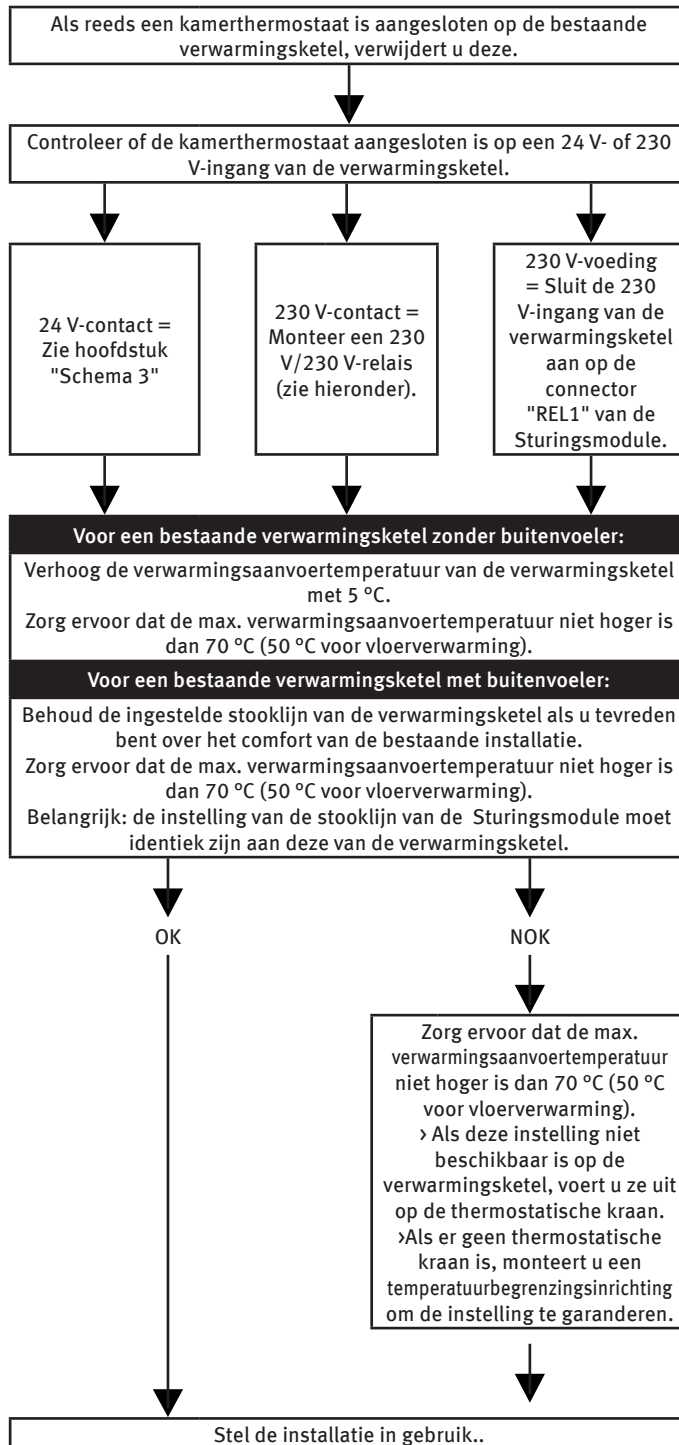 Als reeds een kamerthermostaat is aangesloten op de bestaande
verwarmingsketel, verwijdert u deze.
Controleer of de kamerthermostaat aangesloten is op een 24 V- of 230
V-ingang van de verwarmingsketel.
24 V-contact =
Zie hoofdstuk
"Schema 3"
230 V-contact =
Monteer een 230
V/230 V-relais
(zie hieronder).
230 V-voeding
= Sluit de 230
V-ingang van de
verwarmingsketel
aan op de
connector
"REL1" van de
Sturingsmodule.
Voor een bestaande verwarmingsketel zonder buitenvoeler:
Verhoog de verwarmingsaanvoertemperatuur van de verwarmingsketel
met 5 °C.
Zorg ervoor dat de max. verwarmingsaanvoertemperatuur niet hoger is
dan 70 °C (50 °C voor vloerverwarming).
Voor een bestaande verwarmingsketel met buitenvoeler:
Behoud de ingestelde stooklijn van de verwarmingsketel als u tevreden
bent over het comfort van de bestaande installatie.
Zorg ervoor dat de max. verwarmingsaanvoertemperatuur niet hoger is
dan 70 °C (50 °C voor vloerverwarming).
Belangrijk: de instelling van de stooklijn van de  Sturingsmodule moet
identiek zijn aan deze van de verwarmingsketel.
OK
NOK
Zorg ervoor dat de max.
verwarmingsaanvoertemperatuur
niet hoger is dan 70 °C (50 °C
voor vloerverwarming).
› Als deze instelling niet
beschikbaar is op de
verwarmingsketel, voert u ze uit
op de thermostatische kraan.
›Als er geen thermostatische
kraan is, monteert u een
temperatuurbegrenzingsinrichting
om de instelling te garanderen.
Stel de installatie in gebruik..